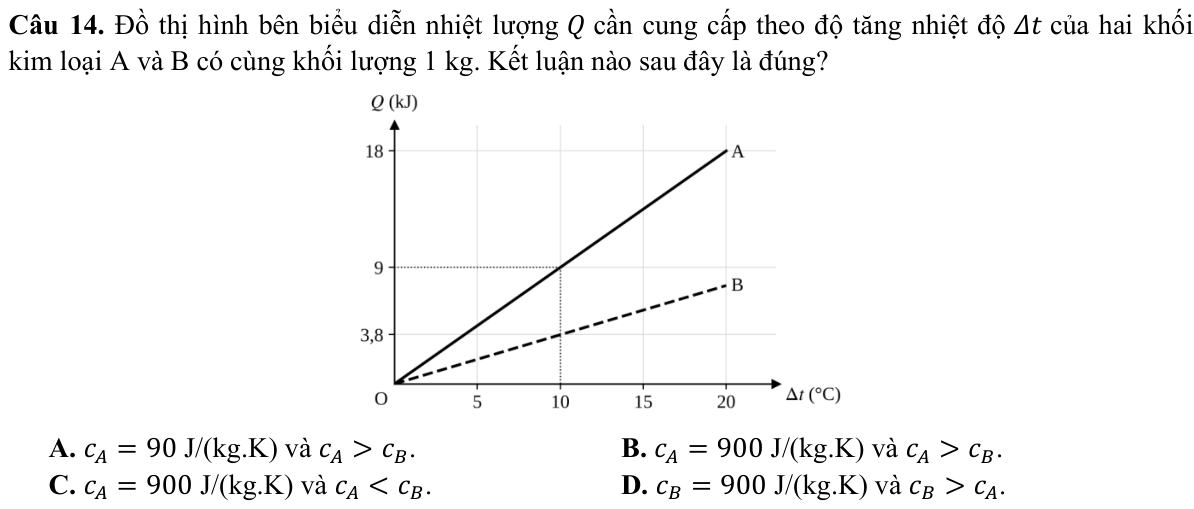 Câu 14. Đồ thị hình bên biểu diễn nhiệt lượng Q cần cung cấp theo độ tăng nhiệt độ Δt của hai khối
kim loại A và B có cùng khối lượng 1 kg. Kết luận nào sau đây là đúng?
Q (kJ)
18
A
9
B
3,8
O
5
10
15
20
Δt (°C)
A. c_A = 90 J/(kg.K) và c_A > c_B.
B. c_A = 900 J/(kg.K) và c_A > c_B.
C. c_A = 900 J/(kg.K) và c_A < c_B.
D. c_B = 900 J/(kg.K) và c_B > c_A.